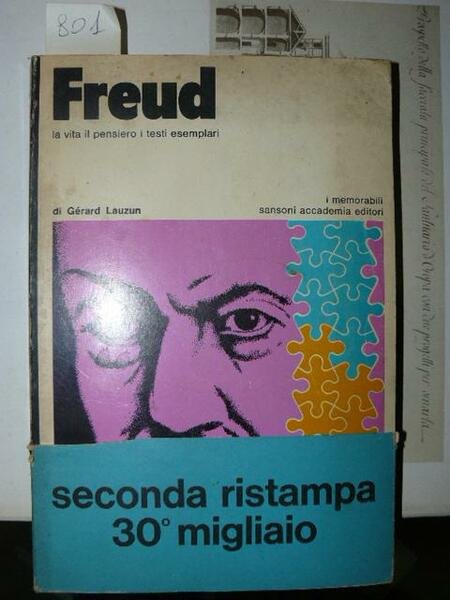 801
Freud
la vita il pensiero i testi esemplari
i memorabili
di Gérard Lauzun sansoni accademia editori
seconda ristampa
30° migliaio